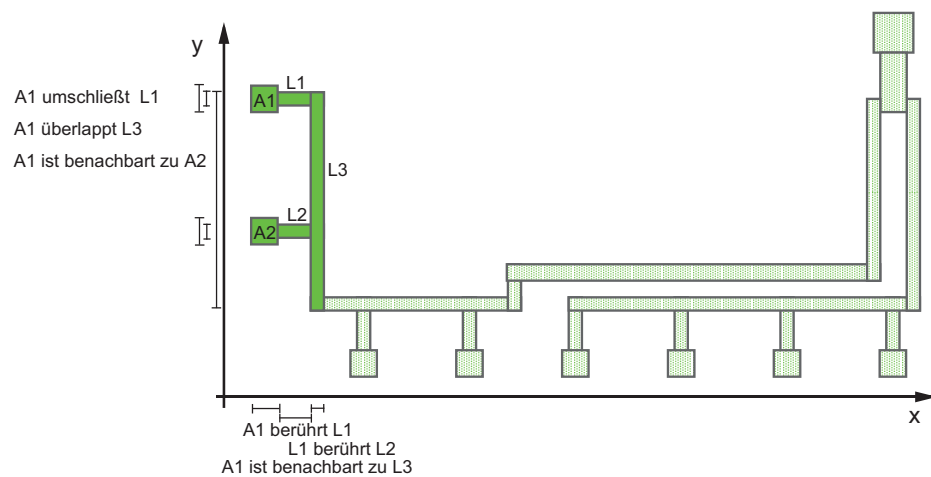 y
A1 umschließt L1
A1 überlappt L3
A1 ist benachbart zu A2
A1
L1
L3
L2
A2
x
A1 berührt L1
L1 berührt L2
A1 ist benachbart zu L3